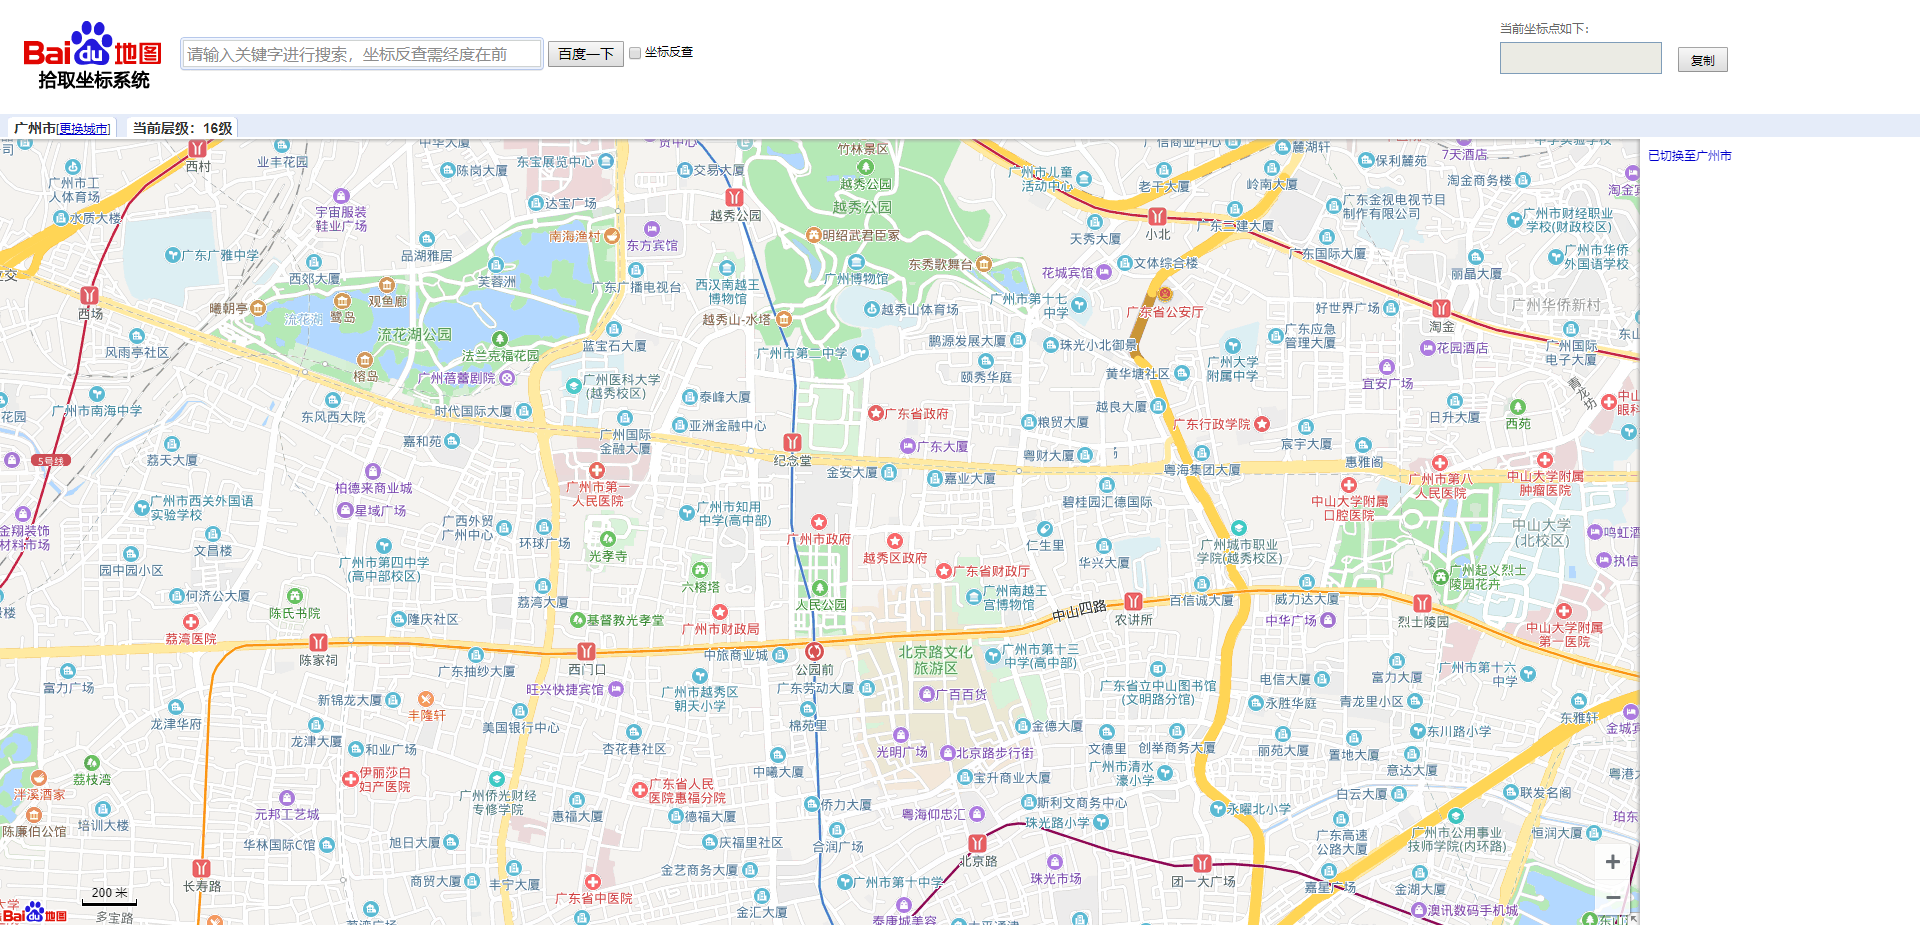 Bai du 地图
拾取坐标系统
请输入关键字进行搜索，坐标反查需经度在前
百度一下
坐标反查
当前坐标点如下：
复制
广州市[更换城市]
当前层级：16级
已切换至广州市
西村
业丰花园
中华大厦
陈岗大厦
东宝展览中心
贸中心
交易大厦
竹林景区
越秀公园
越秀公园
越秀公园
广州市儿童
活动中心
广信商业中心
老干大厦
麓湖轩
岭南大厦
保利麓苑
7天酒店
淘金商务楼
广州市工
人体育场
水质大楼
宇宙服装
鞋业广场
达宝广场
南海渔村
东方宾馆
明绍武君臣冢
天秀大厦
小北
广东三建大厦
广东金视电视节目
制作有限公司
广州市财经职业
学校(财政校区)
广东广雅中学
西郊大厦
品湖雅居
芙蓉洲
广东广播电视台
西汉南越王
博物馆
广州博物馆
东秀歌舞台
花城宾馆
文体综合楼
广东国际大厦
丽晶大厦
广州市华侨
外国语学校
西场
曦朝亭
流花湖
鹭岛
观鱼廊
流花湖公园
越秀山-水塔
越秀山体育场
广州市第十七
中学
广东省公安厅
好世界广场
淘金
广州华侨新村
风雨亭社区
榕岛
法兰克福花园
广州蓓蕾剧院
蓝宝石大厦
广州市第二中学
鹏源发展大厦
颐秀华庭
珠光小北御景
黄华塘社区
广州大学
附属中学
广东应急
管理大厦
花园酒店
宜安广场
广州国际
电子大厦
青龙坊
花园
广州市南海中学
东风西大院
时代国际大厦
广州医科大学
(越秀校区)
泰峰大厦
广东省政府
粮贸大厦
越良大厦
广东行政学院
日升大厦
西苑
5号线
荔天大厦
嘉和苑
广州国际
金融大厦
亚洲金融中心
纪念堂
广东大厦
金安大厦
嘉业大厦
粤财大厦
粤海集团大厦
宸宇大厦
惠雅阁
广州市第八
人民医院
中山大学附属
肿瘤医院
柏德来商业城
广州市第一
人民医院
碧桂园汇德国际
中山大学附属
口腔医院
金翔装饰
材料市场
广州市西关外国语
实验学校
星域广场
广西外贸
广州中心
环球广场
光孝寺
广州市知用
中学(高中部)
广州市政府
越秀区政府
仁生里
华兴大厦
广州城市职业
学院(越秀校区)
中山大学
(北校区)
鸣虹酒
文昌楼
园中园小区
广州市第四中学
(高中部校区)
六榕塔
广东省财政厅
广州南越王
宫博物馆
广州起义烈士
陵园花卉
执信
何济公大厦
陈氏书院
荔湾大厦
人民公园
中山四路
农讲所
百信诚大厦
威力达大厦
荔湾医院
隆庆社区
基督教光孝堂
广州市财政局
中华广场
烈士陵园
中山大学附属
第一医院
陈家祠
广东抽纱大厦
西门口
中旅商业城
公园前
北京路文化
旅游区
广州市第十三
中学(高中部)
富力广场
新锦龙大厦
旺兴快捷宾馆
广州市越秀区
朝天小学
广东劳动大厦
广百百货
广东省立中山图书馆
(文明路分馆)
电信大厦
富力大厦
广州市第十六
中学
龙津华府
丰隆轩
美国银行中心
棉苑里
金德大厦
永胜华庭
青龙里小区
东雅轩
龙津大厦
和业广场
杏花巷社区
光明广场
北京路步行街
文德里
创举商务大厦
丽苑大厦
置地大厦
东川路小学
金城宾
荔枝湾
伊丽莎白
妇产医院
中曦大厦
宝升商业大厦
广州市清水
濠小学
意达大厦
粤港大
泮溪酒家
元邦工艺城
广州侨光财经
专修学院
广东省人民
医院惠福分院
侨力大厦
粤海仰忠汇
斯利文商务中心
永曜北小学
白云大厦
联发名阁
陈廉伯公馆
培训大楼
惠福大厦
德福大厦
珠光路小学
广东高速
公路大厦
广州市公用事业
技师学院(内环路)
恒润大厦
华林国际C馆
旭日大厦
庆福里社区
合润广场
北京路
长寿路
商贸大厦
丰宁大厦
广东省中医院
金艺商务大厦
广州市第十中学
珠光市场
团一大广场
嘉星广场
金湖大厦
200 米
多宝路
金汇大厦
泰康城美容
澳讯数码手机城
Bai du 地图